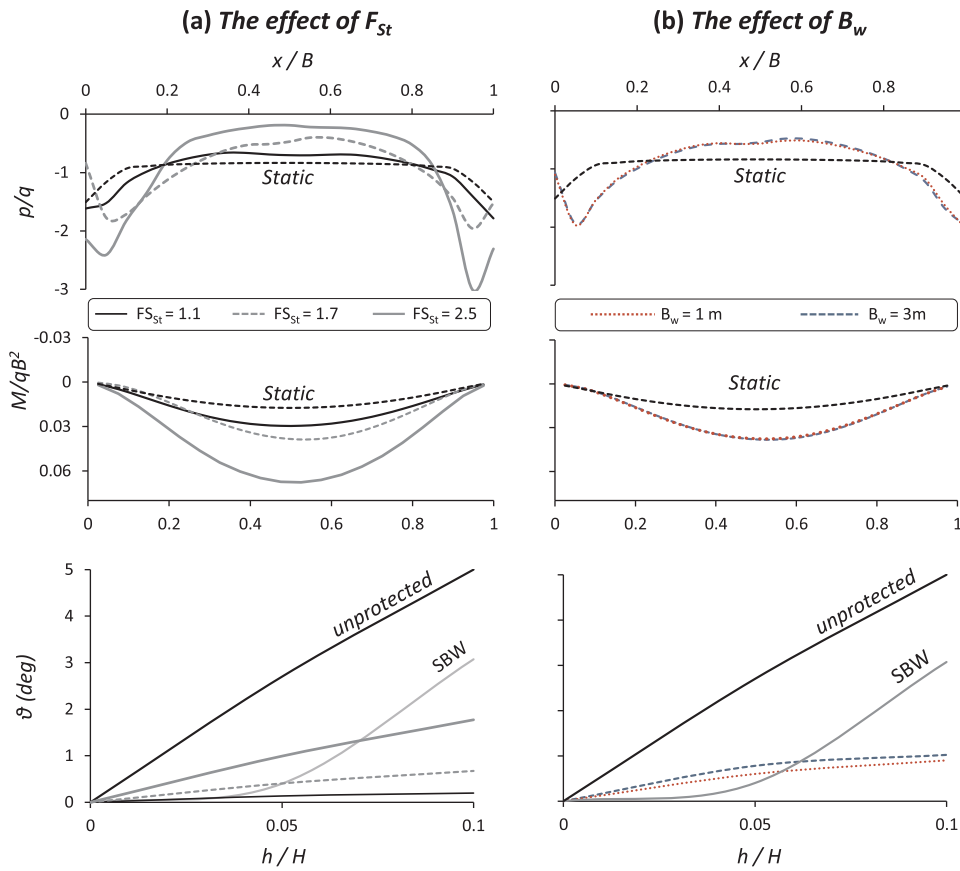 (a) The effect of F_St
x / B
0 0.2 0.4 0.6 0.8 1
0
-1
-2
-3
p/q
Static
FS_St = 1.1 FS_St = 1.7 FS_St = 2.5
-0.03
0
0.03
0.06
M/qB²
Static
0 0.2 0.4 0.6 0.8 1
5
4
3
2
1
0
ϑ (deg)
unprotected
SBW
0 0.05 0.1
h / H
(b) The effect of B_w
x / B
0 0.2 0.4 0.6 0.8
Static
B_w = 1 m B_w = 3m
Static
0 0.2 0.4 0.6 0.8 1
unprotected
SBW
0 0.05 0.1
h / H